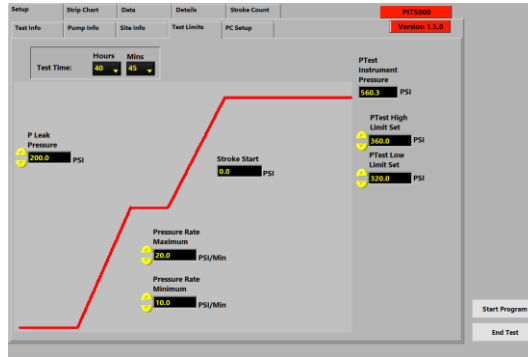 Setup Strip Chart Data Details Stroke Count PIT5000
Test Info Pump Info Site Info Test Limits PC Setup Version 1.5.0
Hours Mins
Test Time: 40 45
PTest
Instrument
Pressure
560.3 PSI
PTest High
Limit Set
360.0 PSI
PTest Low
Limit Set
320.0 PSI
P Leak
Pressure
200.0 PSI
Stroke Start
0.0 PSI
Pressure Rate
Maximum
20.0 PSI/Min
Pressure Rate
Minimum
10.0 PSI/Min
Start Program
End Test